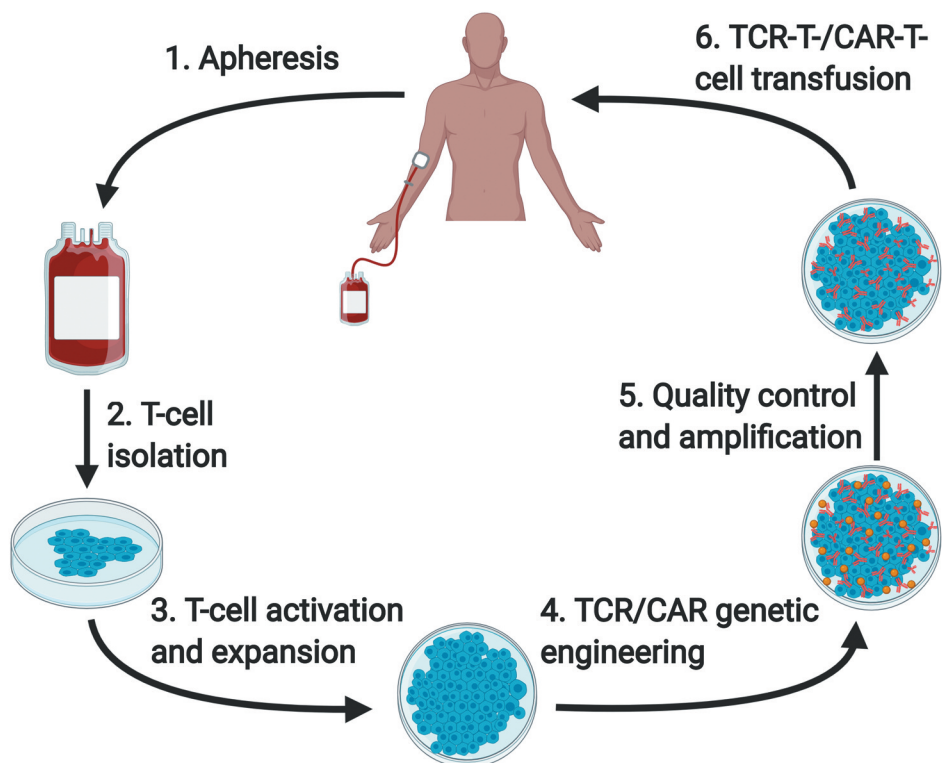 1. Apheresis
6. TCR-T-/CAR-T-
cell transfusion
2. T-cell
isolation
5. Quality control
and amplification
3. T-cell activation
and expansion
4. TCR/CAR genetic
engineering